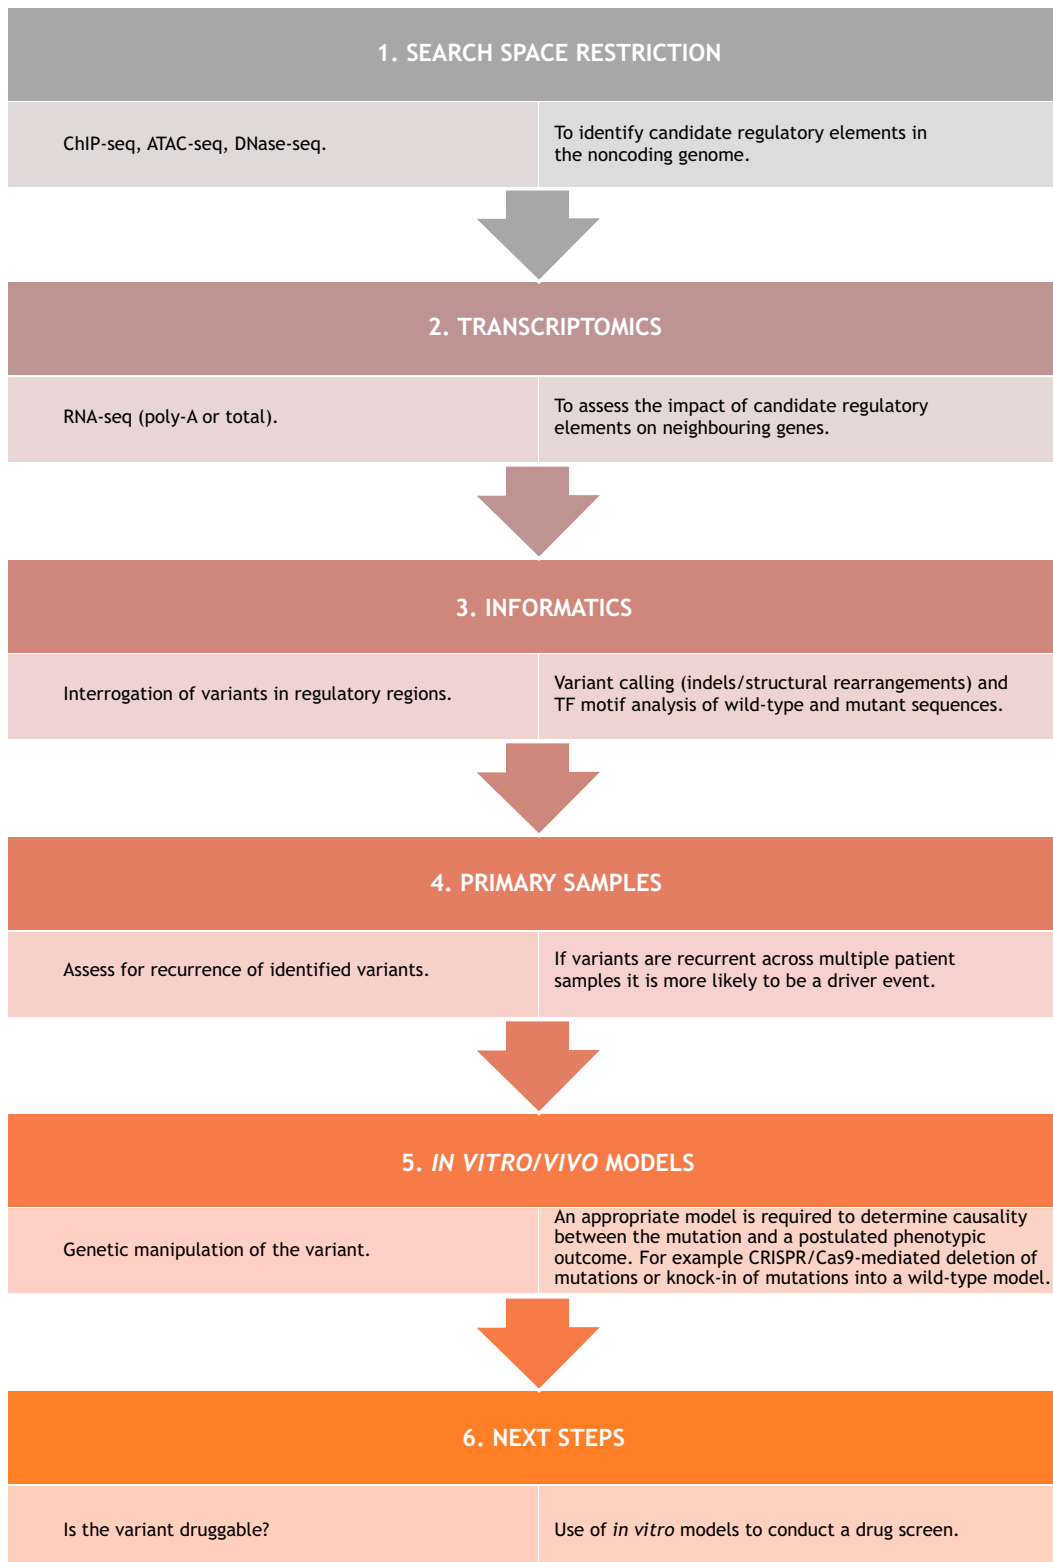 1. SEARCH SPACE RESTRICTION
ChIP-seq, ATAC-seq, DNase-seq.
To identify candidate regulatory elements in
the noncoding genome.
2. TRANSCRIPTOMICS
RNA-seq (poly-A or total).
To assess the impact of candidate regulatory
elements on neighbouring genes.
3. INFORMATICS
Interrogation of variants in regulatory regions.
Variant calling (indels/structural rearrangements) and
TF motif analysis of wild-type and mutant sequences.
4. PRIMARY SAMPLES
Assess for recurrence of identified variants.
If variants are recurrent across multiple patient
samples it is more likely to be a driver event.
5. IN VITRO/VIVO MODELS
Genetic manipulation of the variant.
An appropriate model is required to determine causality
between the mutation and a postulated phenotypic
outcome. For example CRISPR/Cas9-mediated deletion of
mutations or knock-in of mutations into a wild-type model.
6. NEXT STEPS
Is the variant druggable?
Use of in vitro models to conduct a drug screen.